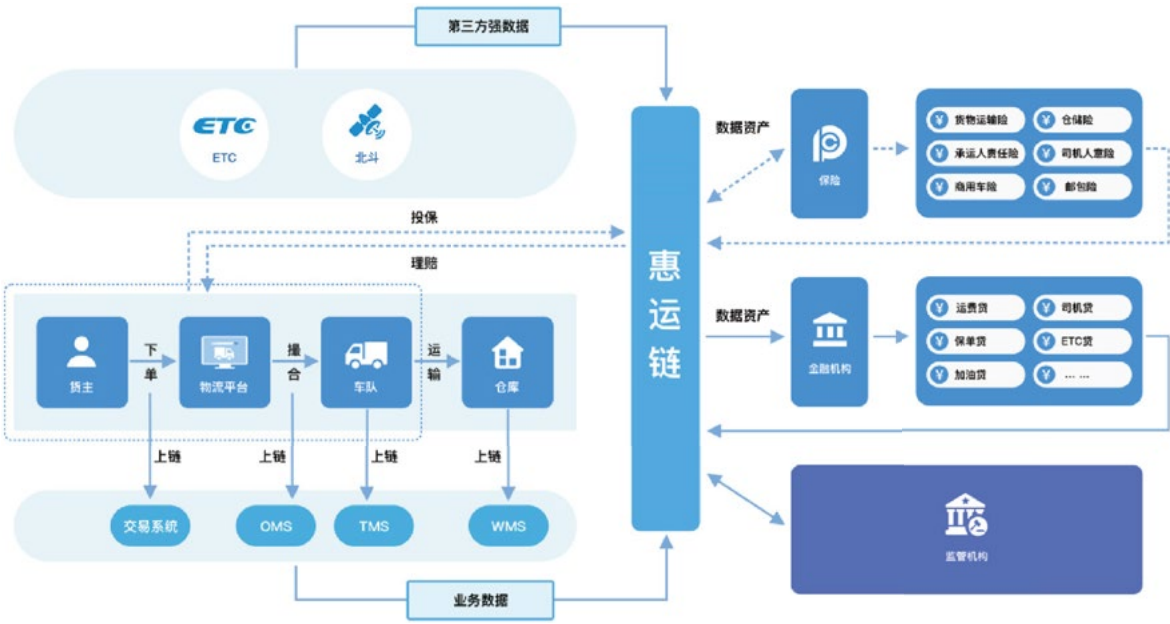 第三方强数据
ETC
ETC
北斗
投保
理赔
货主
下单
物流平台
撮合
车队
运输
仓库
上链
上链
上链
上链
交易系统
OMS
TMS
WMS
业务数据
惠运链
数据资产
保险
货物运输险
仓储险
承运人责任险
司机人意险
商用车险
邮包险
数据资产
金融机构
运费贷
司机贷
保单贷
ETC贷
加油贷
... ...
监管机构